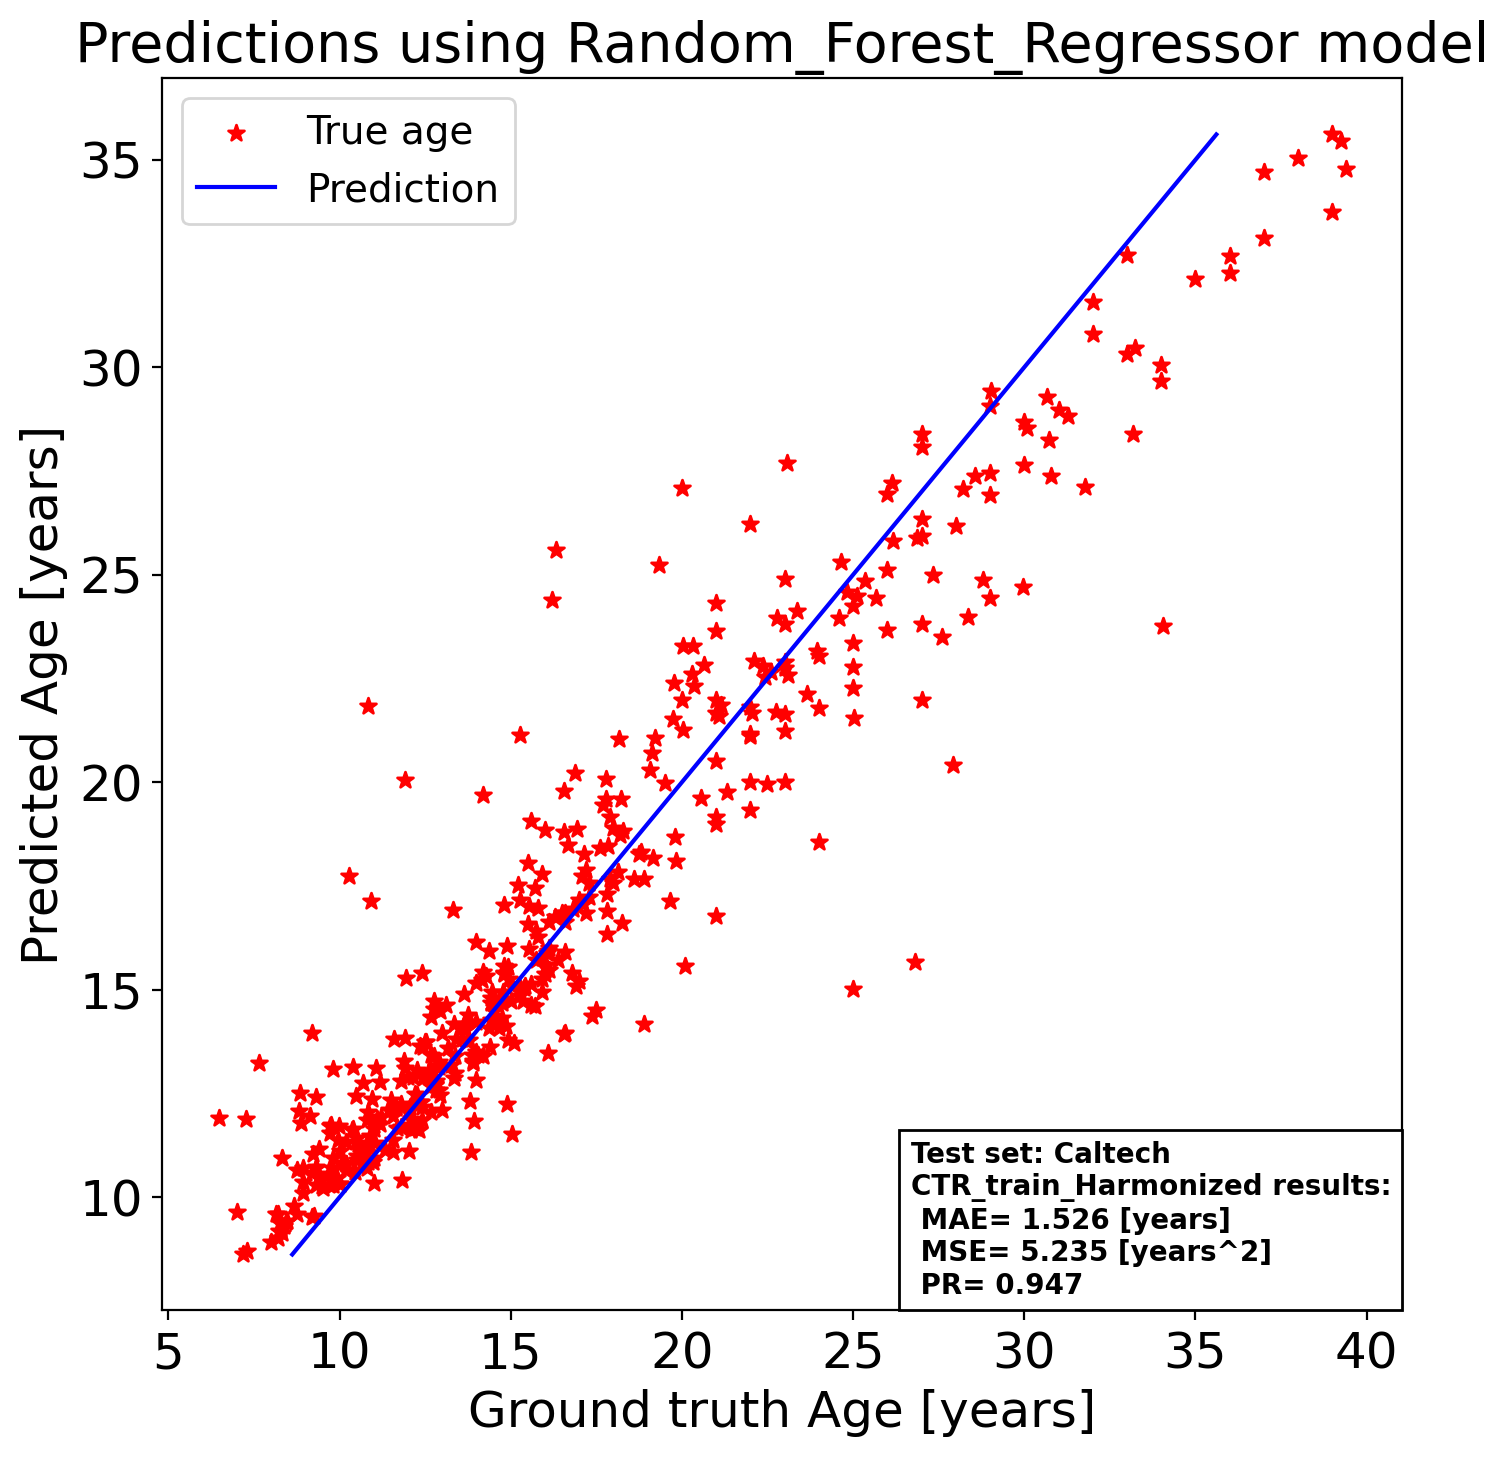 Predictions using Random_Forest_Regressor model
True age
Prediction
35
30
25
20
15
10
Predicted Age [years]
Test set: Caltech
CTR_train_Harmonized results:
MAE= 1.526 [years]
MSE= 5.235 [years^2]
PR= 0.947
5 10 15 20 25 30 35 40
Ground truth Age [years]